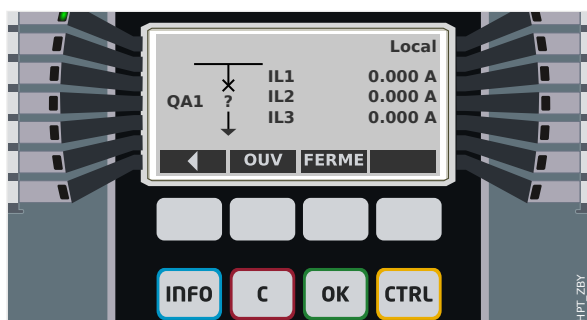 Local
IL1 0.000 A
QA1 ? IL2 0.000 A
IL3 0.000 A
OUV FERME
INFO C OK CTRL
HPT_ZBY